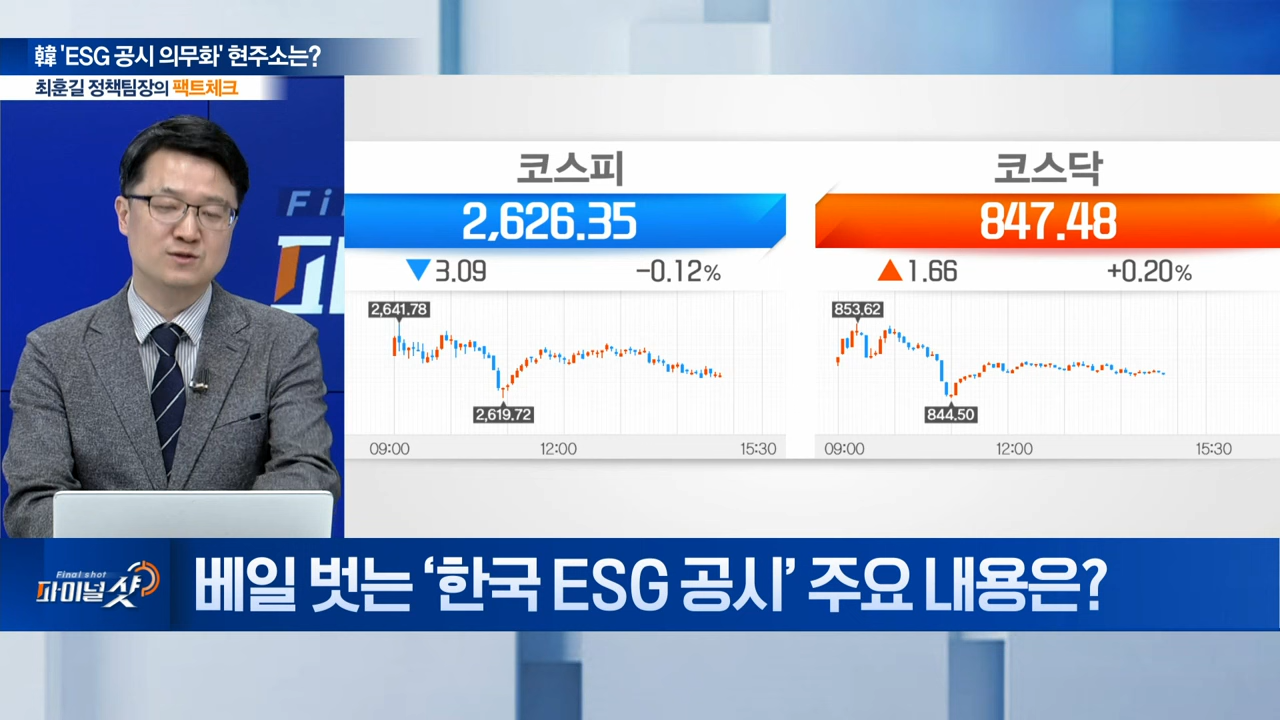 韓 'ESG 공시 의무화' 현주소는?
최훈길 정책팀장의 팩트체크
Fi
파
코스피
2,626.35
▼3.09 -0.12%
2,641.78
2,619.72
09:00 12:00 15:30
코스닥
847.48
▲1.66 +0.20%
853.62
844.50
09:00 12:00 15:30
Final shot
파이널샷
베일 벗는 ‘한국 ESG 공시’ 주요 내용은?